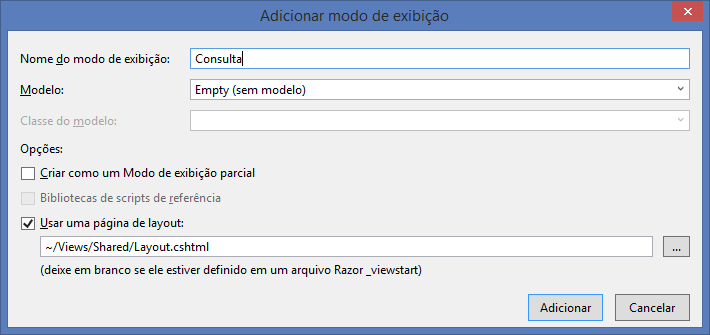 Adicionar modo de exibição
Nome do modo de exibição: Consulta
Modelo: Empty (sem modelo)
Classe do modelo:
Opções:
Criar como um Modo de exibição parcial
Bibliotecas de scripts de referência
Usar uma página de layout:
~/Views/Shared/Layout.cshtml ...
(deixe em branco se ele estiver definido em um arquivo Razor _viewstart)
Adicionar Cancelar